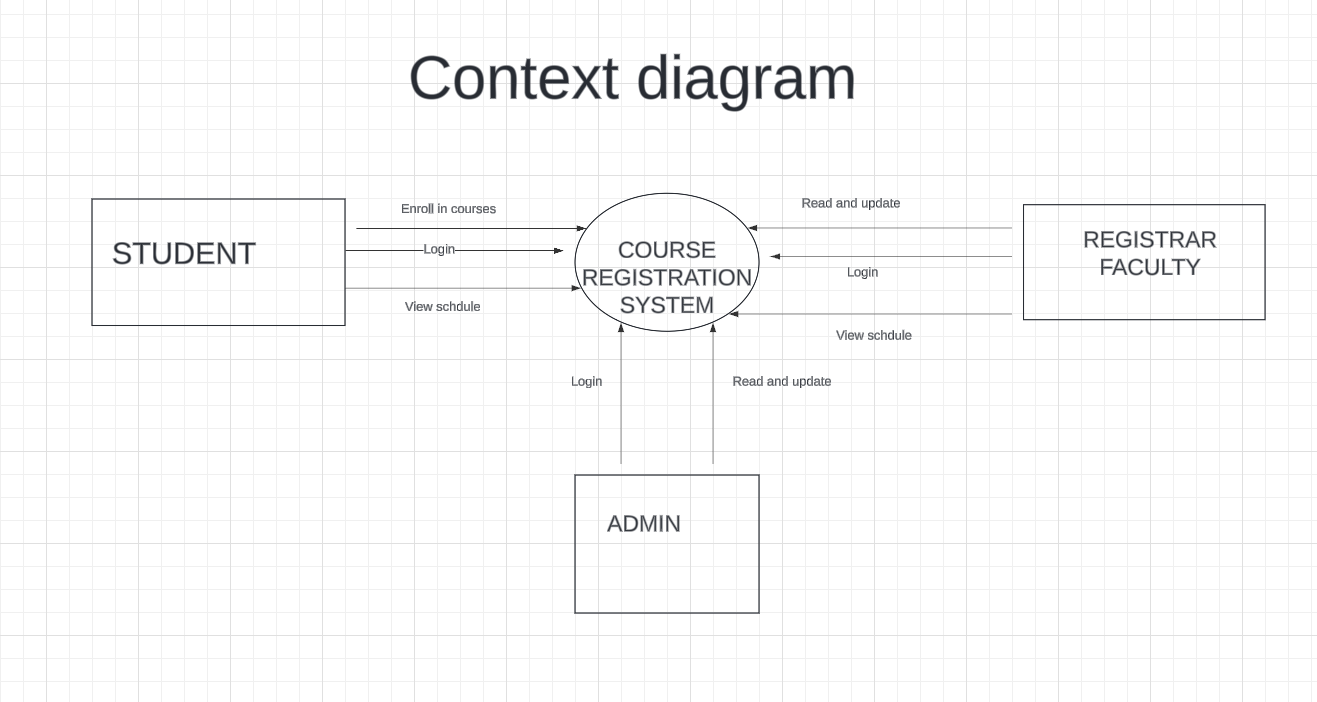 Context diagram
Enroll in courses
Login
View schdule
STUDENT
COURSE
REGISTRATION
SYSTEM
Read and update
Login
View schdule
REGISTRAR
FACULTY
Login
Read and update
ADMIN